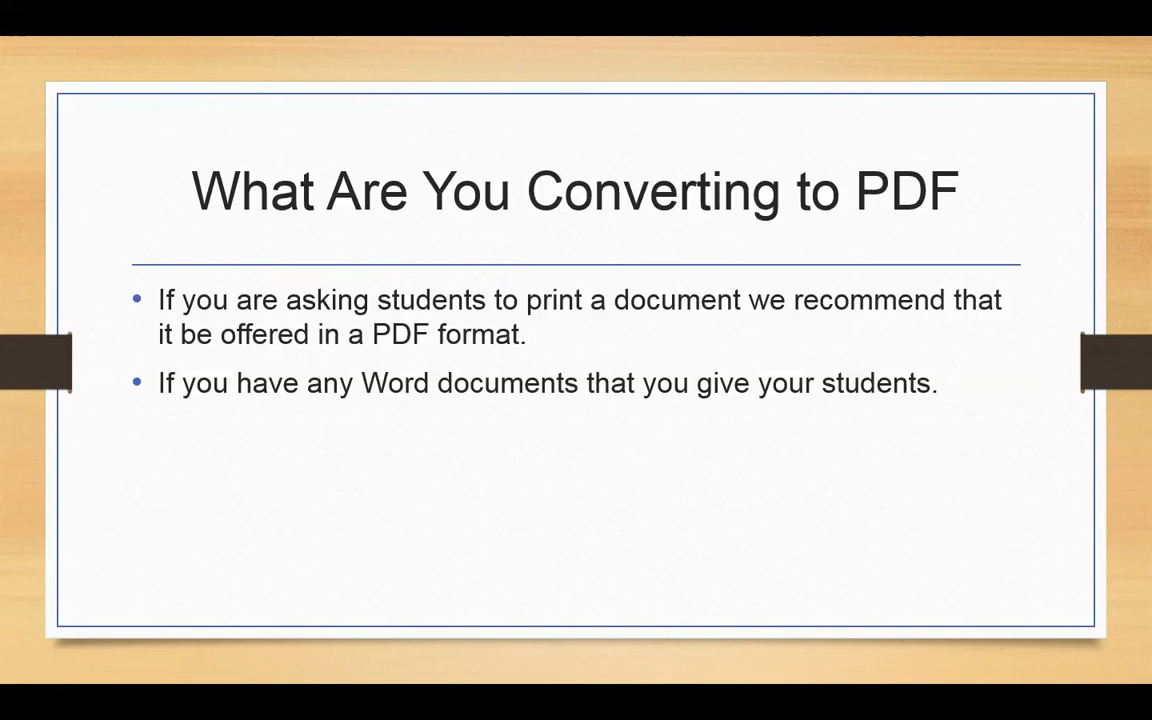 What Are You Converting to PDF
• If you are asking students to print a document we recommend that
it be offered in a PDF format.
• If you have any Word documents that you give your students.